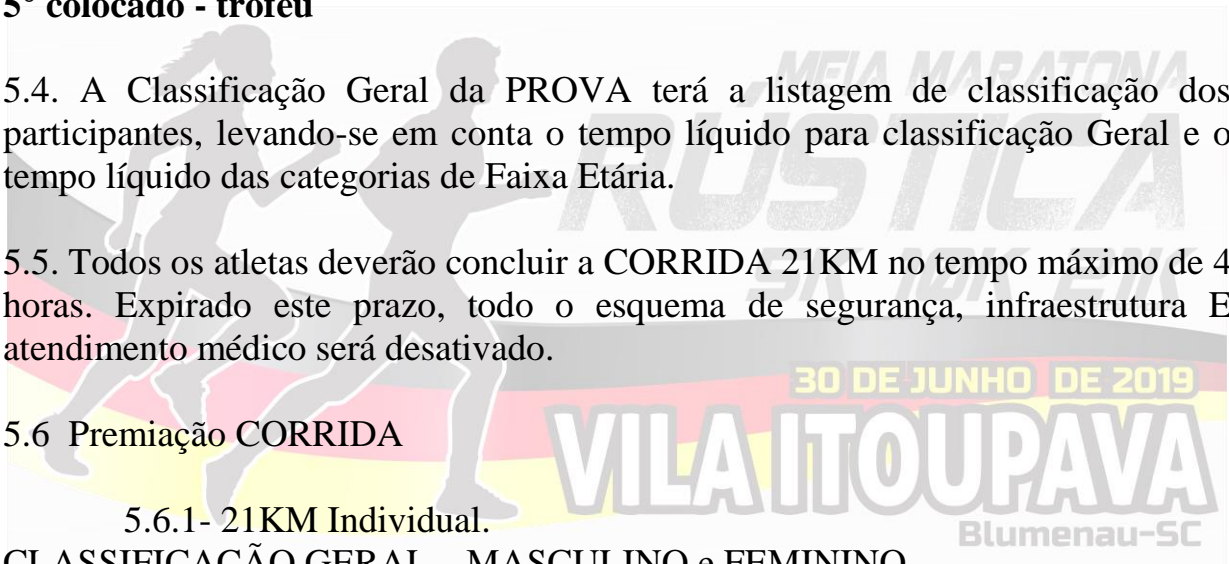 5° colocado - troféu
5.4. A Classificação Geral da PROVA terá a listagem de classificação dos
participantes, levando-se em conta o tempo líquido para classificação Geral e o
tempo líquido das categorias de Faixa Etária.
5.5. Todos os atletas deverão concluir a CORRIDA 21KM no tempo máximo de 4
horas. Expirado este prazo, todo o esquema de segurança, infraestrutura E
atendimento médico será desativado.
5.6 Premiação CORRIDA
5.6.1- 21KM Individual.
CLASSIFICAÇÃO GERAL – MASCULINO e FEMININO
MEIA MARATONA
RÚSTICA
5K 10K 21K
30 DE JUNHO DE 2019
VILA ITOUPAVA
Blumenau-SC